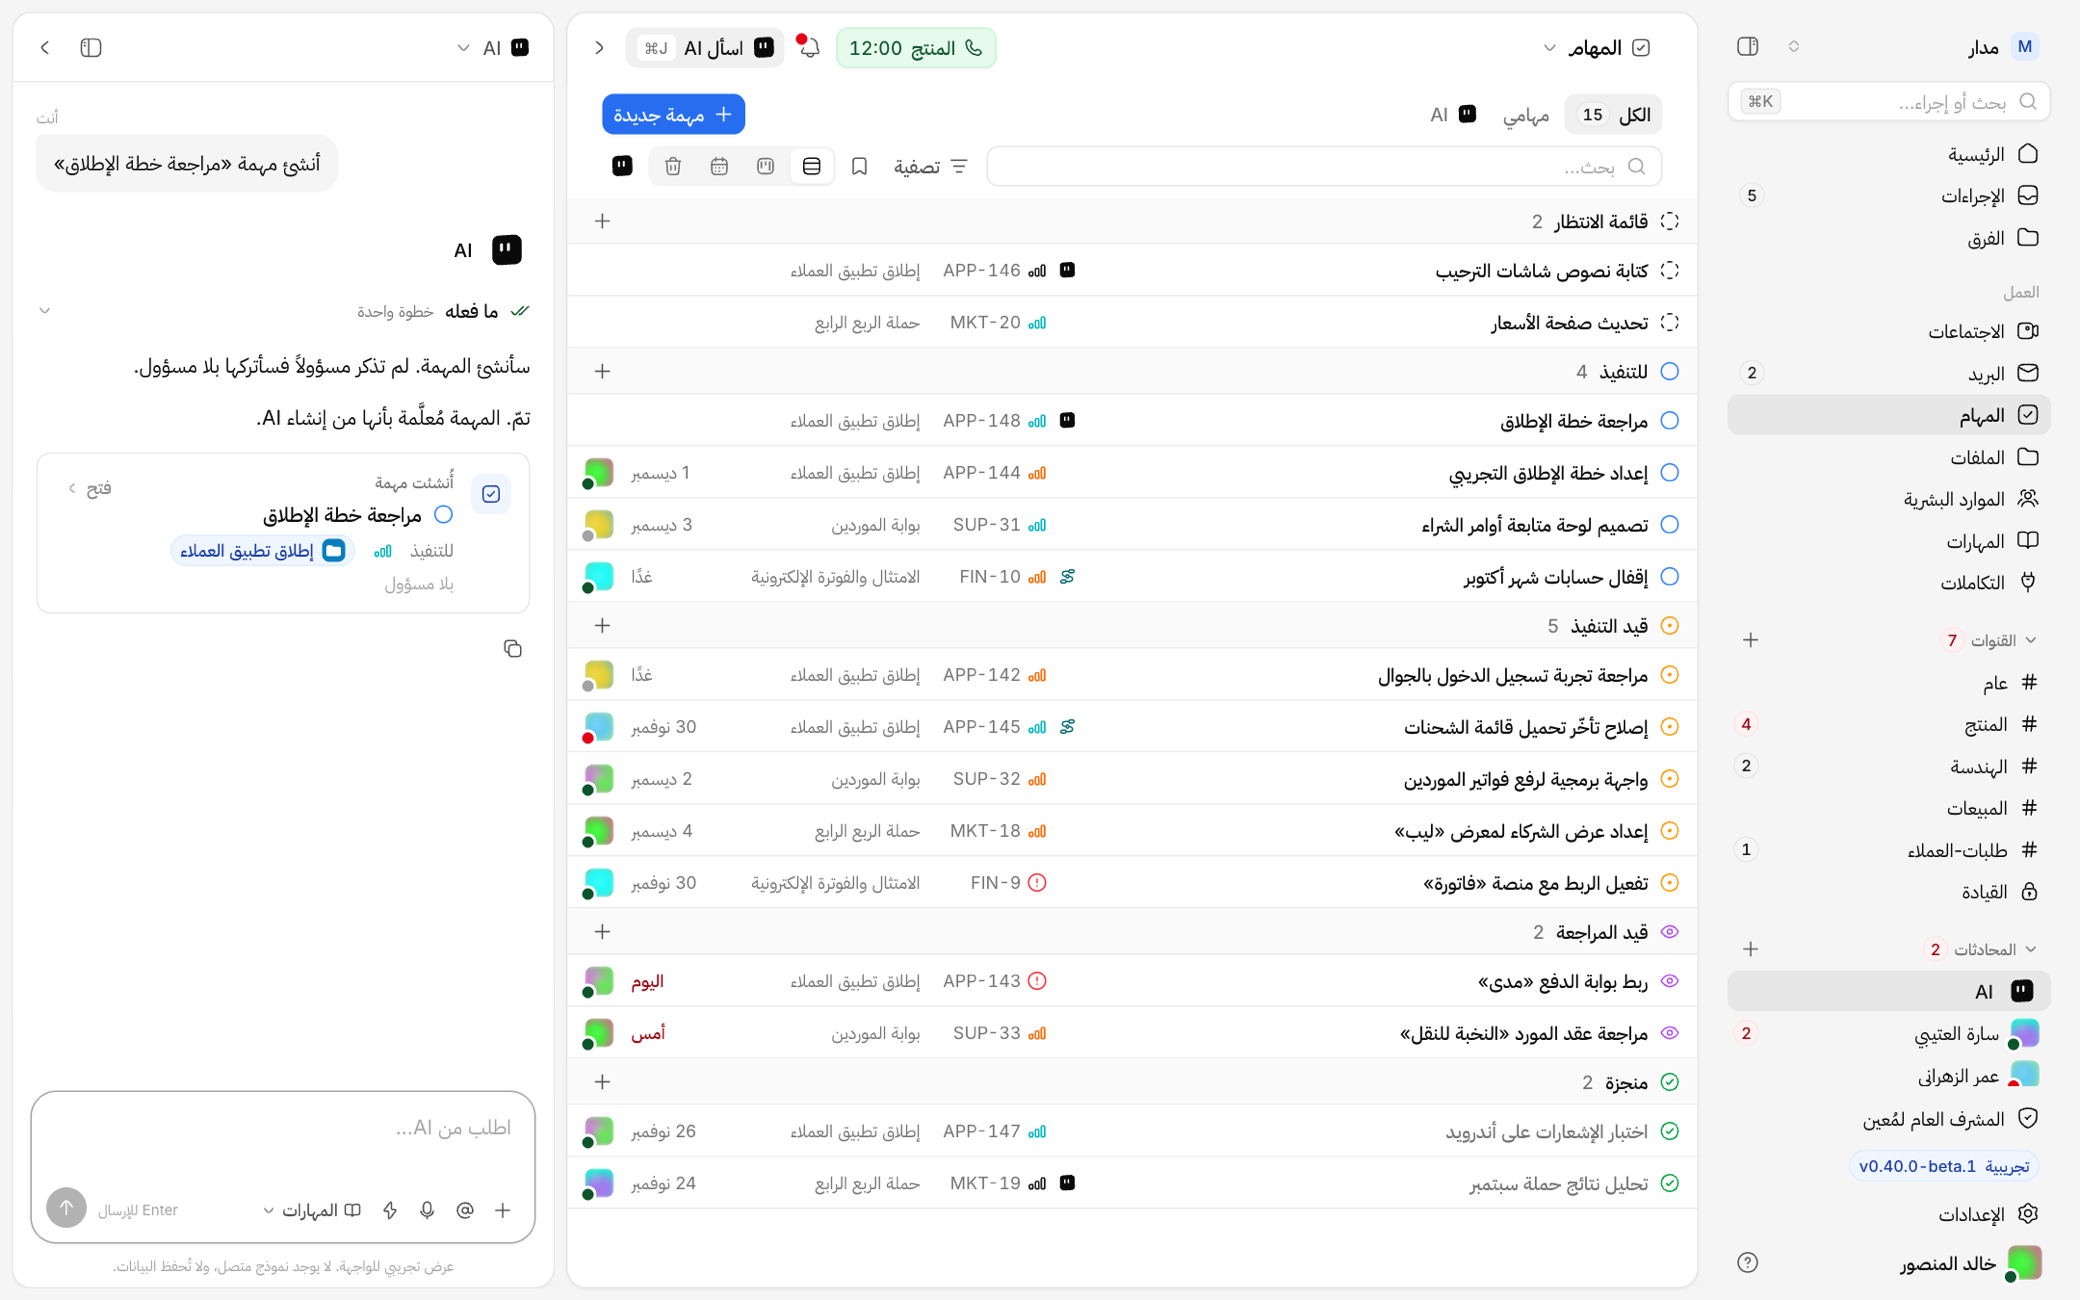 M مدار
بحث أو إجراء... ⌘K
الرئيسية
الإجراءات 5
الفرق
العمل
الاجتماعات
البريد 2
المهام
الملفات
الموارد البشرية
المهارات
التكاملات
القنوات 7
# عام
# المنتج 4
# الهندسة 2
# المبيعات
# طلبات-العملاء 1
القيادة
المحادثات 2
AI
سارة العتيبي 2
عمر الزهراني
المشرف العام لمُعين
تجريبية v0.40.0-beta.1
الإعدادات
خالد المنصور
المهام
المنتج 12:00
اسأل AI ⌘J
الكل 15
مهامي
AI
مهمة جديدة
بحث...
تصفية
قائمة الانتظار 2
كتابة نصوص شاشات الترحيب APP-146 إطلاق تطبيق العملاء
تحديث صفحة الأسعار MKT-20 حملة الربع الرابع
للتنفيذ 4
مراجعة خطة الإطلاق APP-148 إطلاق تطبيق العملاء
إعداد خطة الإطلاق التجريبي APP-144 إطلاق تطبيق العملاء 1 ديسمبر
تصميم لوحة متابعة أوامر الشراء SUP-31 بوابة الموردين 3 ديسمبر
إقفال حسابات شهر أكتوبر FIN-10 الامتثال والفوترة الإلكترونية غدًا
قيد التنفيذ 5
مراجعة تجربة تسجيل الدخول بالجوال APP-142 إطلاق تطبيق العملاء غدًا
إصلاح تأخّر تحميل قائمة الشحنات APP-145 إطلاق تطبيق العملاء 30 نوفمبر
واجهة برمجية لرفع فواتير الموردين SUP-32 بوابة الموردين 2 ديسمبر
إعداد عرض الشركاء لمعرض «ليب» MKT-18 حملة الربع الرابع 4 ديسمبر
تفعيل الربط مع منصة «فاتورة» FIN-9 الامتثال والفوترة الإلكترونية 30 نوفمبر
قيد المراجعة 2
ربط بوابة الدفع «مدى» APP-143 إطلاق تطبيق العملاء اليوم
مراجعة عقد المورد «النخبة للنقل» SUP-33 بوابة الموردين أمس
منجزة 2
اختبار الإشعارات على أندرويد APP-147 إطلاق تطبيق العملاء 26 نوفمبر
تحليل نتائج حملة سبتمبر MKT-19 حملة الربع الرابع 24 نوفمبر
AI
أنت
أنشئ مهمة «مراجعة خطة الإطلاق»
AI
ما فعله خطوة واحدة
سأنشئ المهمة. لم تذكر مسؤولاً فسأتركها بلا مسؤول.
تمّ. المهمة مُعلَّمة بأنها من إنشاء AI.
أُنشئت مهمة
فتح
مراجعة خطة الإطلاق
للتنفيذ إطلاق تطبيق العملاء
بلا مسؤول
اطلب من AI...
المهارات
Enter للإرسال
عرض تجريبي للواجهة. لا يوجد نموذج متصل، ولا تُحفظ البيانات.